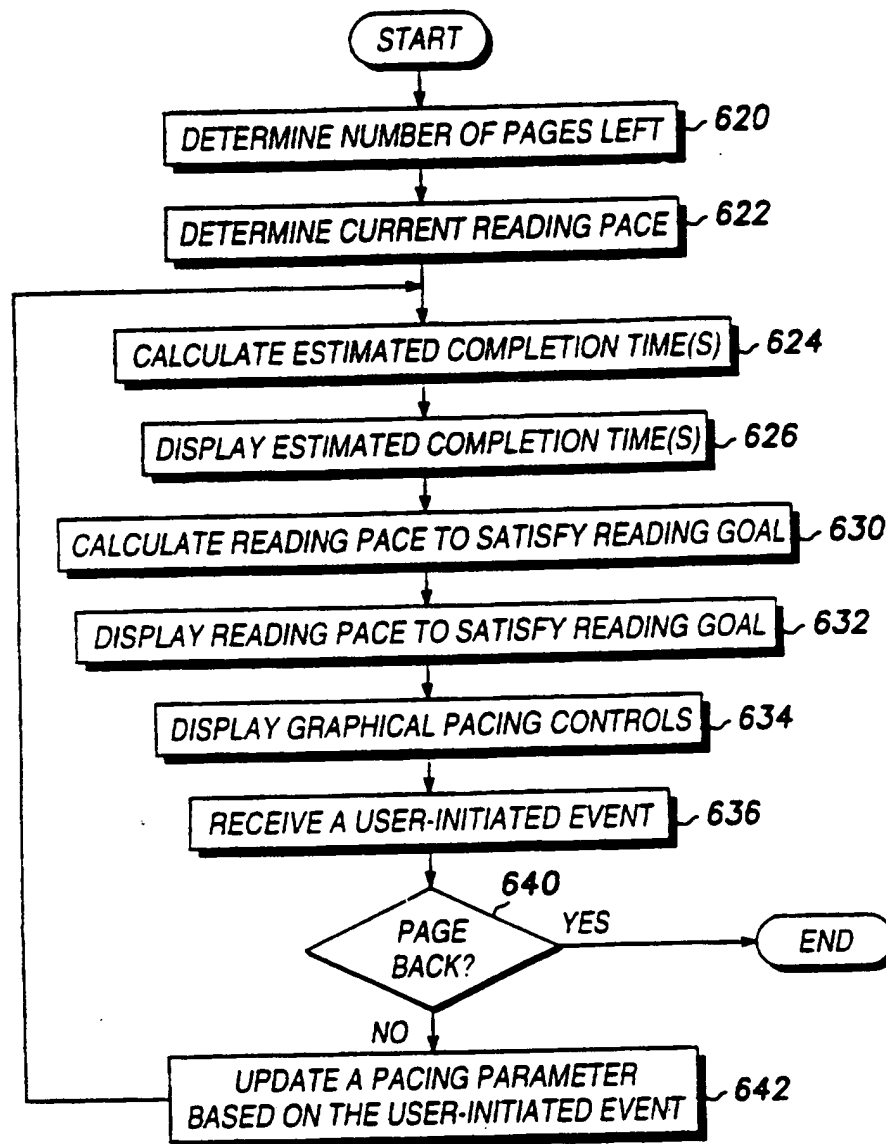 START
DETERMINE NUMBER OF PAGES LEFT 620
DETERMINE CURRENT READING PACE 622
CALCULATE ESTIMATED COMPLETION TIME(S) 624
DISPLAY ESTIMATED COMPLETION TIME(S) 626
CALCULATE READING PACE TO SATISFY READING GOAL 630
DISPLAY READING PACE TO SATISFY READING GOAL 632
DISPLAY GRAPHICAL PACING CONTROLS 634
RECEIVE A USER-INITIATED EVENT 636
640
PAGE
BACK?
YES
END
NO
UPDATE A PACING PARAMETER
BASED ON THE USER-INITIATED EVENT 642